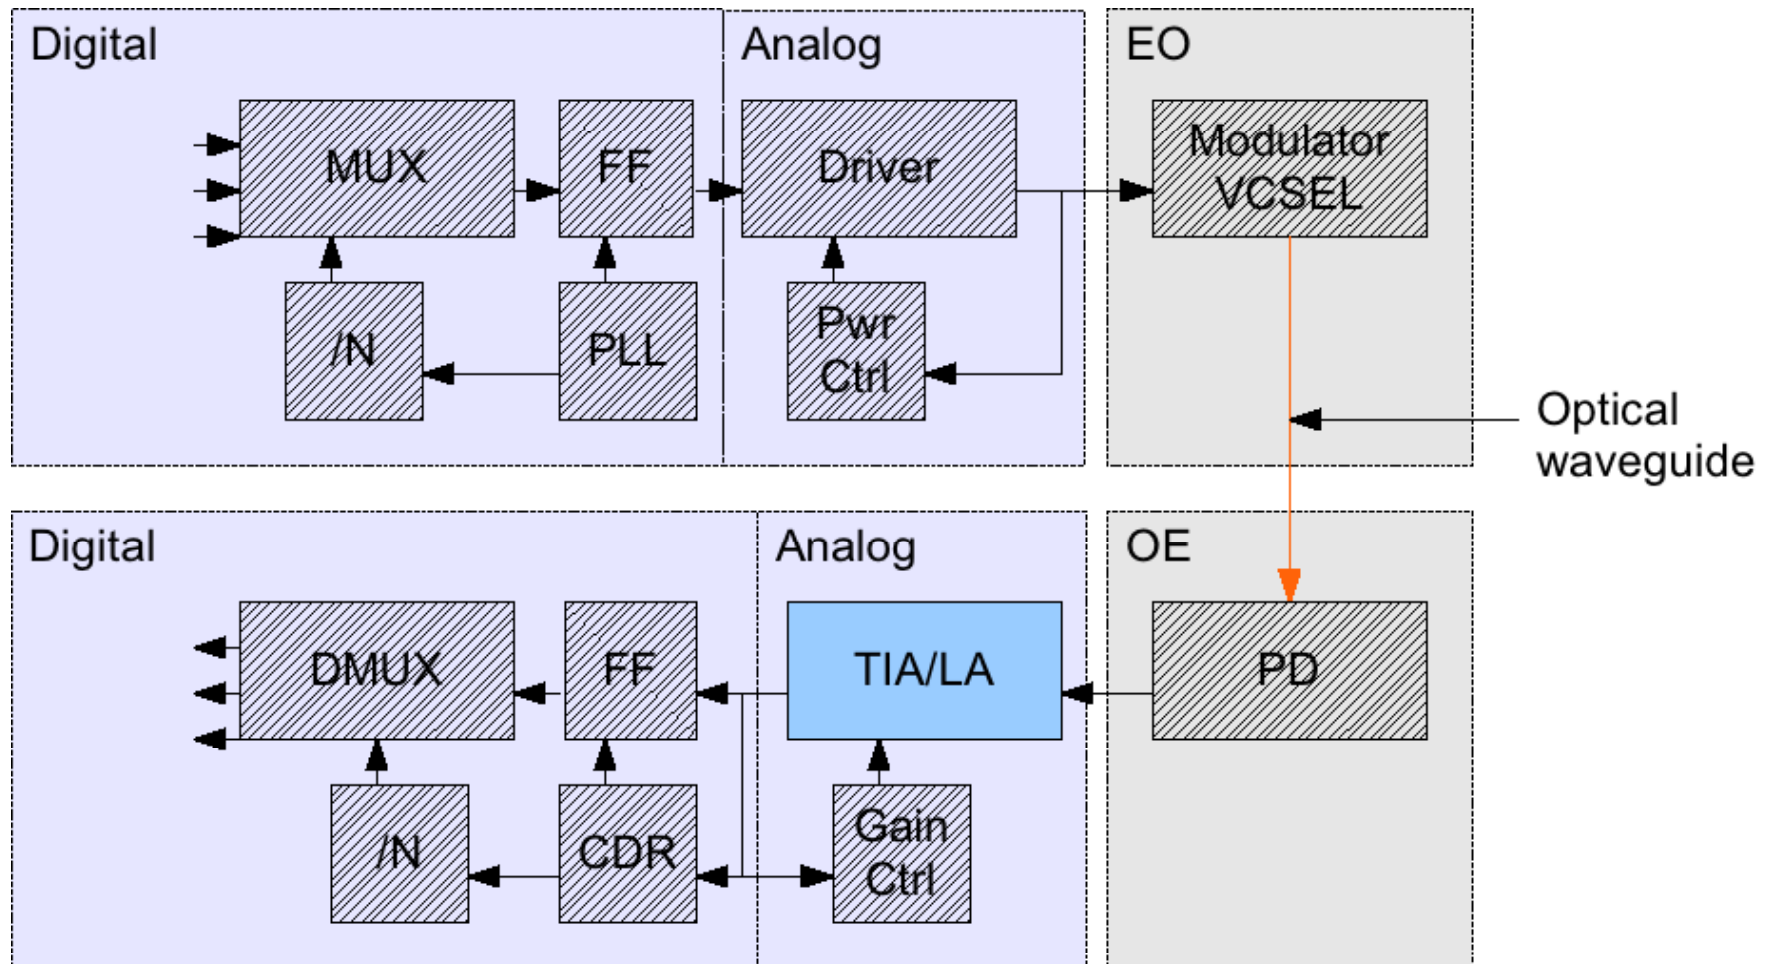 Digital
Analog
EO
MUX
FF
Driver
Modulator
VCSEL
/N
PLL
Pwr
Ctrl
Optical
waveguide
Digital
Analog
OE
DMUX
FF
TIA/LA
PD
/N
CDR
Gain
Ctrl